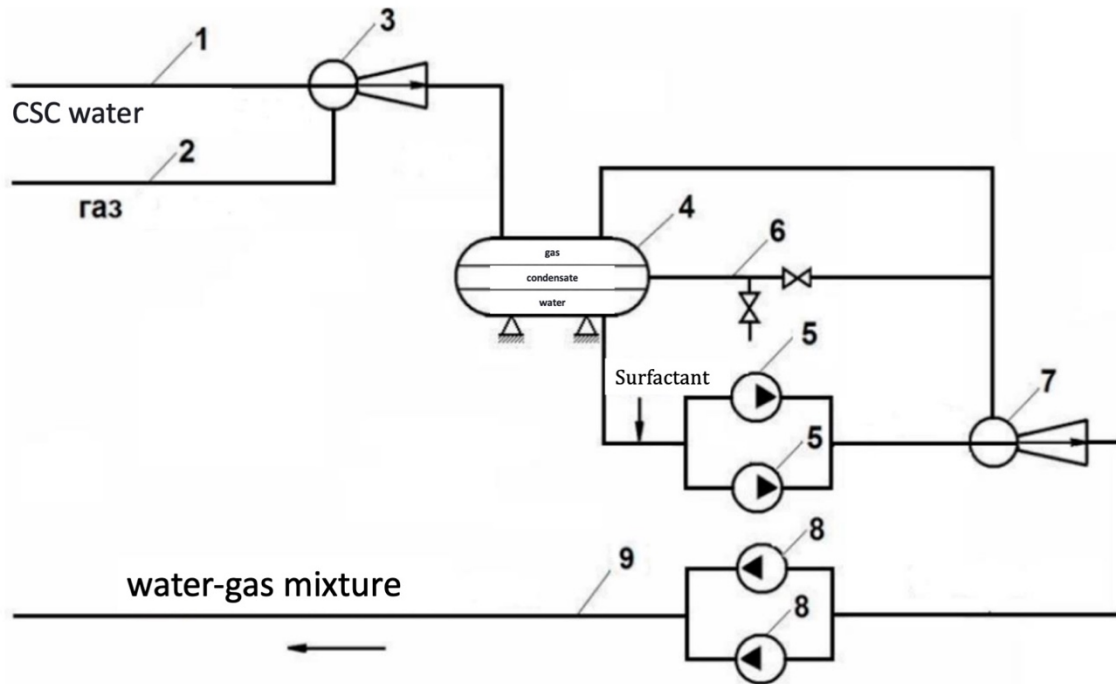 1
3
CSC water
2
газ
4
6
gas
condensate
water
5
Surfactant
7
5
8
9
water-gas mixture
8